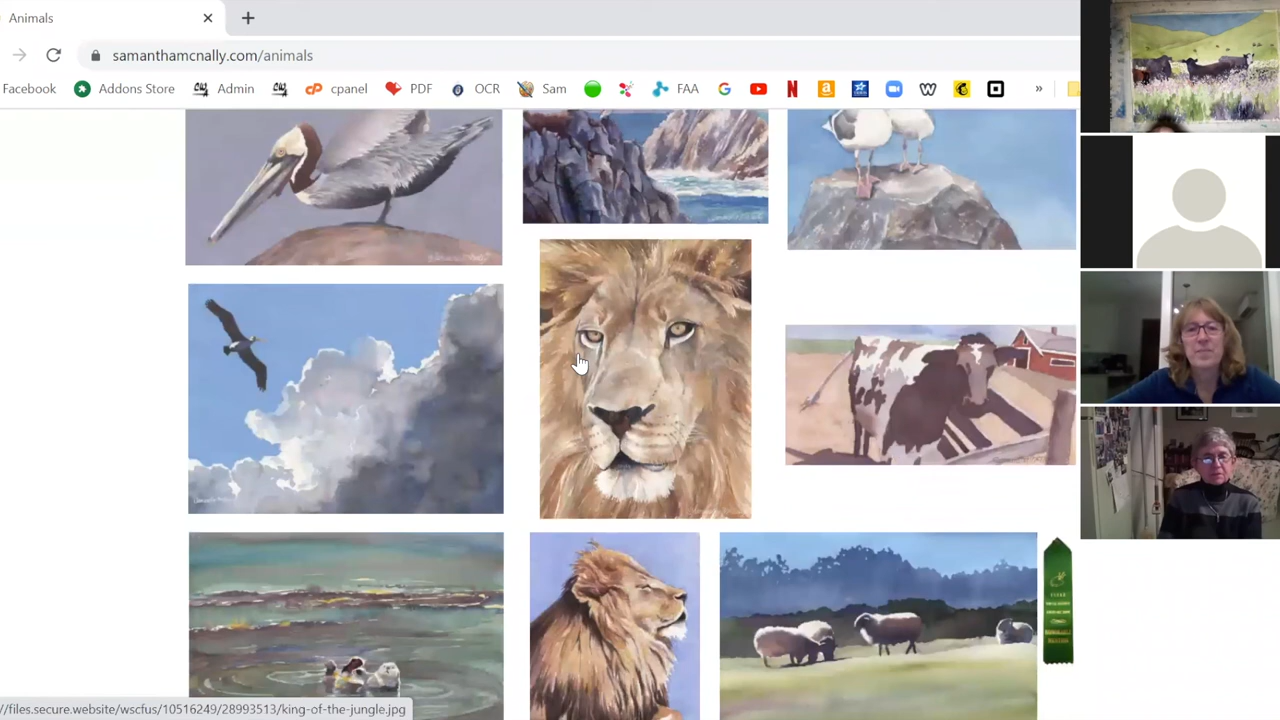 Animals
samanthamcnally.com/animals
Facebook Addons Store Admin cpanel PDF OCR Sam FAA »
//files.secure.website/wscfus/10516249/28993513/king-of-the-jungle.jpg